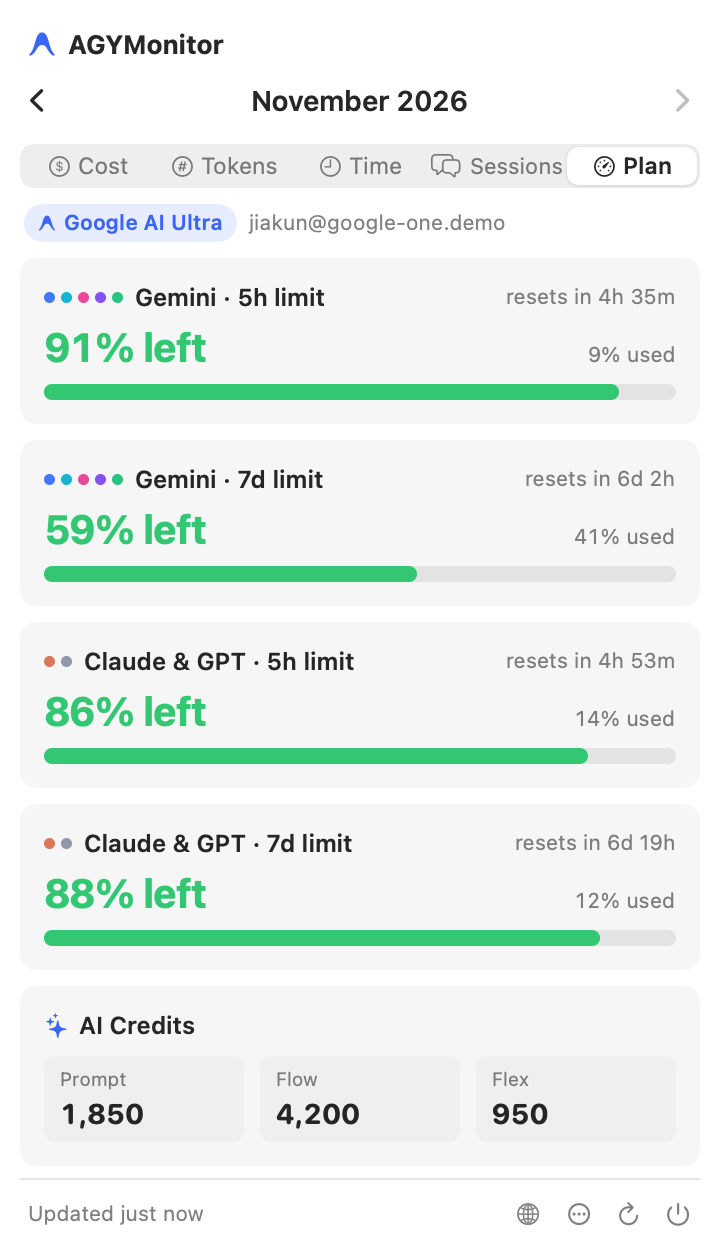 AGYMonitor
November 2026
Cost Tokens Time Sessions Plan
Google AI Ultra jiakun@google-one.demo
Gemini · 5h limit resets in 4h 35m
91% left 9% used
Gemini · 7d limit resets in 6d 2h
59% left 41% used
Claude & GPT · 5h limit resets in 4h 53m
86% left 14% used
Claude & GPT · 7d limit resets in 6d 19h
88% left 12% used
AI Credits
Prompt Flow Flex
1,850 4,200 950
Updated just now